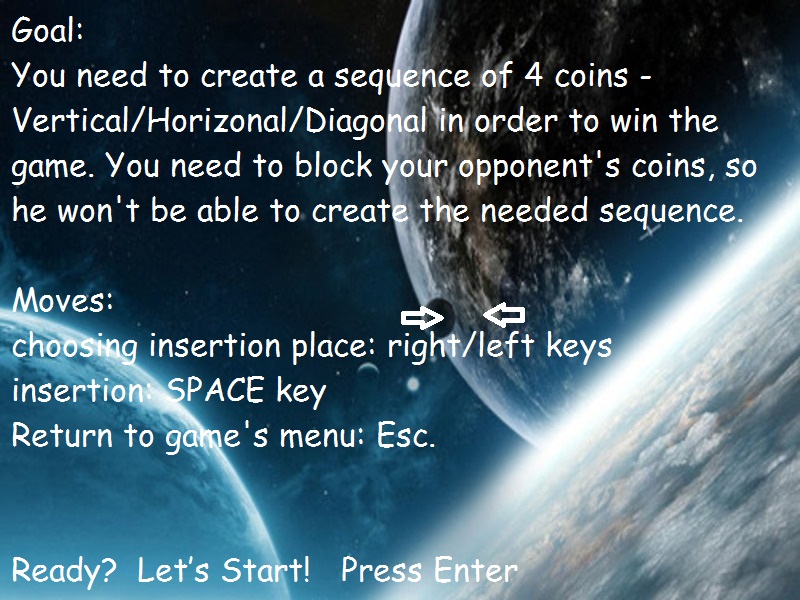 Goal:
You need to create a sequence of 4 coins -
Vertical/Horizonal/Diagonal in order to win the
game. You need to block your opponent's coins, so
he won't be able to create the needed sequence.
Moves:
choosing insertion place: right/left keys
insertion: SPACE key
Return to game's menu: Esc.
Ready?  Let’s Start!   Press Enter